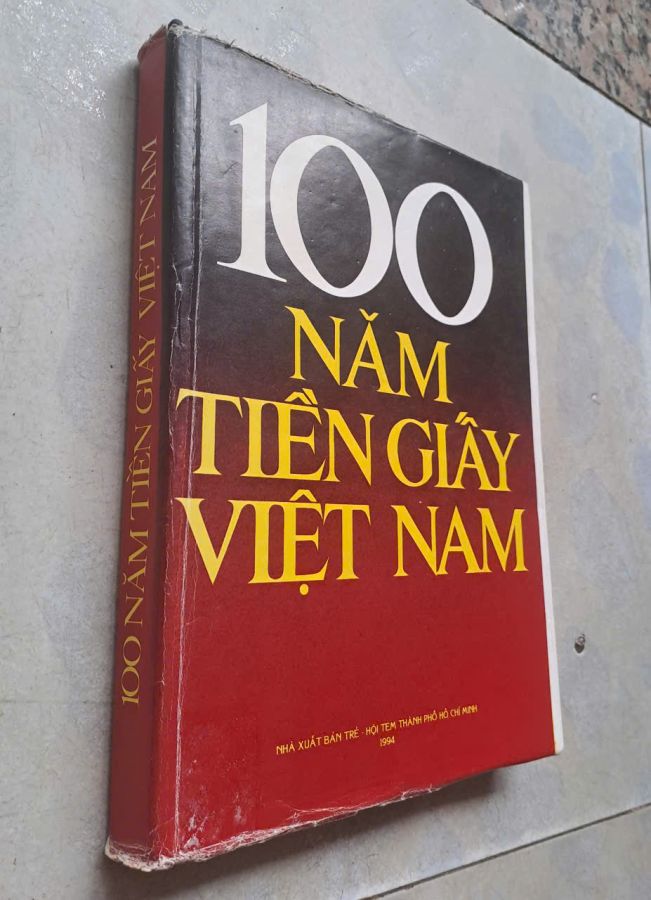 100 NĂM TIỀN GIẤY VIỆT NAM
100
NĂM
TIỀN GIẤY
VIỆT NAM
NHÀ XUẤT BẢN TRẺ - HỘI TEM THÀNH PHỐ HỒ CHÍ MINH
1994